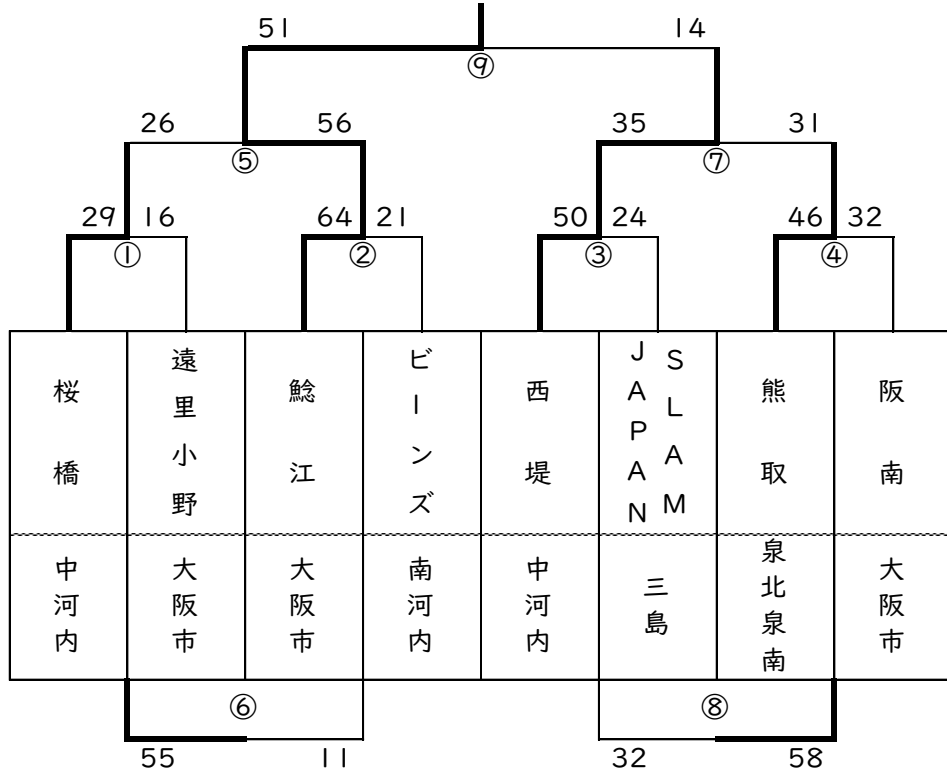 51 14
⑨
26 56 35 31
⑤ ⑦
29 16 64 21 50 24 46 32
① ② ③ ④
桜橋
遠里小野
鯰江
ビーンズ
西堤
SLAM
JAPAN
熊取
阪南
中河内
大阪市
大阪市
南河内
中河内
三島
泉北泉南
大阪市
⑥ ⑧
55 11 32 58